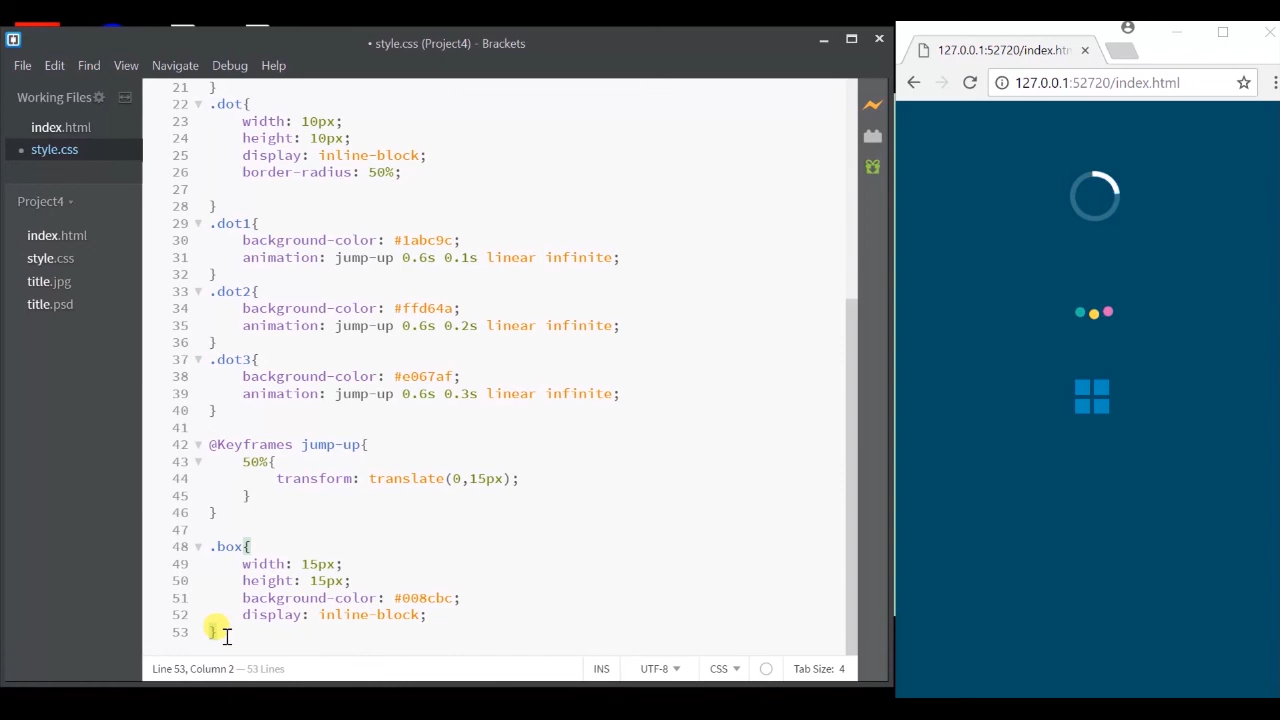 • style.css (Project4) - Brackets
File Edit Find View Navigate Debug Help
Working Files
index.html
• style.css
Project4
index.html
style.css
title.jpg
title.psd
21 }
22 .dot{
23 width: 10px;
24 height: 10px;
25 display: inline-block;
26 border-radius: 50%;
27
28 }
29 .dot1{
30 background-color: #1abc9c;
31 animation: jump-up 0.6s 0.1s linear infinite;
32 }
33 .dot2{
34 background-color: #ffd64a;
35 animation: jump-up 0.6s 0.2s linear infinite;
36 }
37 .dot3{
38 background-color: #e067af;
39 animation: jump-up 0.6s 0.3s linear infinite;
40 }
41
42 @Keyframes jump-up{
43 50%{
44 transform: translate(0,15px);
45 }
46 }
47
48 .box{
49 width: 15px;
50 height: 15px;
51 background-color: #008cbc;
52 display: inline-block;
53 }
Line 53, Column 2 — 53 Lines
INS UTF-8 CSS Tab Size: 4
127.0.0.1:52720/index.htm
127.0.0.1:52720/index.html